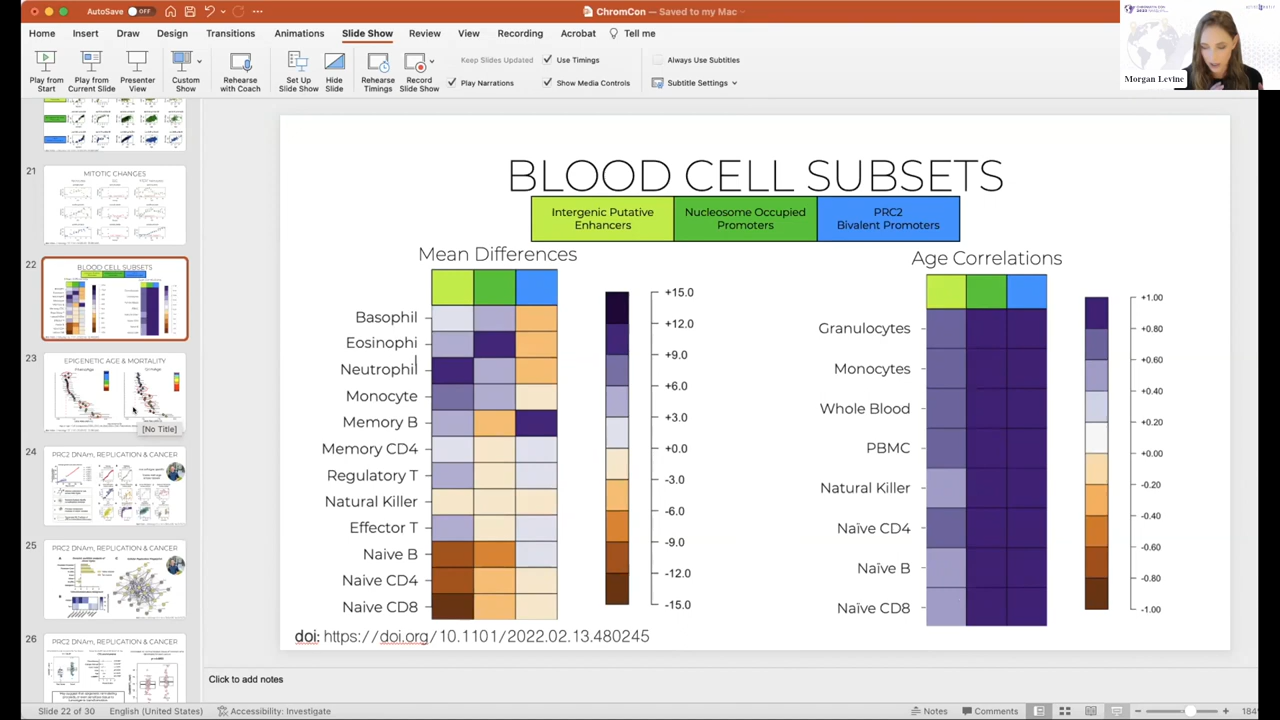 AutoSave OFF
ChromCon — Saved to my Mac
Home Insert Draw Design Transitions Animations Slide Show Review View Recording Acrobat Tell me
Play from Start
Play from Current Slide
Presenter View
Custom Show
Rehearse with Coach
Set Up Slide Show
Hide Slide
Rehearse Timings
Record Slide Show
Keep Slides Updated
Use Timings
Play Narrations
Show Media Controls
Always Use Subtitles
Subtitle Settings
Morgan Levine
21
MITOTIC CHANGES
22
BLOOD CELL SUBSETS
23
EPIGENETIC AGE & MORTALITY
[No Title]
24
PRC2 DNAm, REPLICATION & CANCER
25
PRC2 DNAm, REPLICATION & CANCER
26
PRC2 DNAm, REPLICATION & CANCER
BLOOD CELL SUBSETS
Intergenic Putative Enhancers
Nucleosome Occupied Promoters
PRC2 Bivalent Promoters
Mean Differences
Basophil
Eosinophi
Neutrophil
Monocyte
Memory B
Memory CD4
Regulatory T
Natural Killer
Effector T
Naive B
Naive CD4
Naive CD8
+15.0
+12.0
+9.0
+6.0
+3.0
+0.0
-3.0
-6.0
-9.0
-12.0
-15.0
Age Correlations
Granulocytes
Monocytes
Whole Blood
PBMC
Natural Killer
Naïve CD4
Naïve B
Naïve CD8
+1.00
+0.80
+0.60
+0.40
+0.20
+0.00
-0.20
-0.40
-0.60
-0.80
-1.00
doi: https://doi.org/10.1101/2022.02.13.480245
Click to add notes
Slide 22 of 30 English (United States) Accessibility: Investigate Notes Comments 184